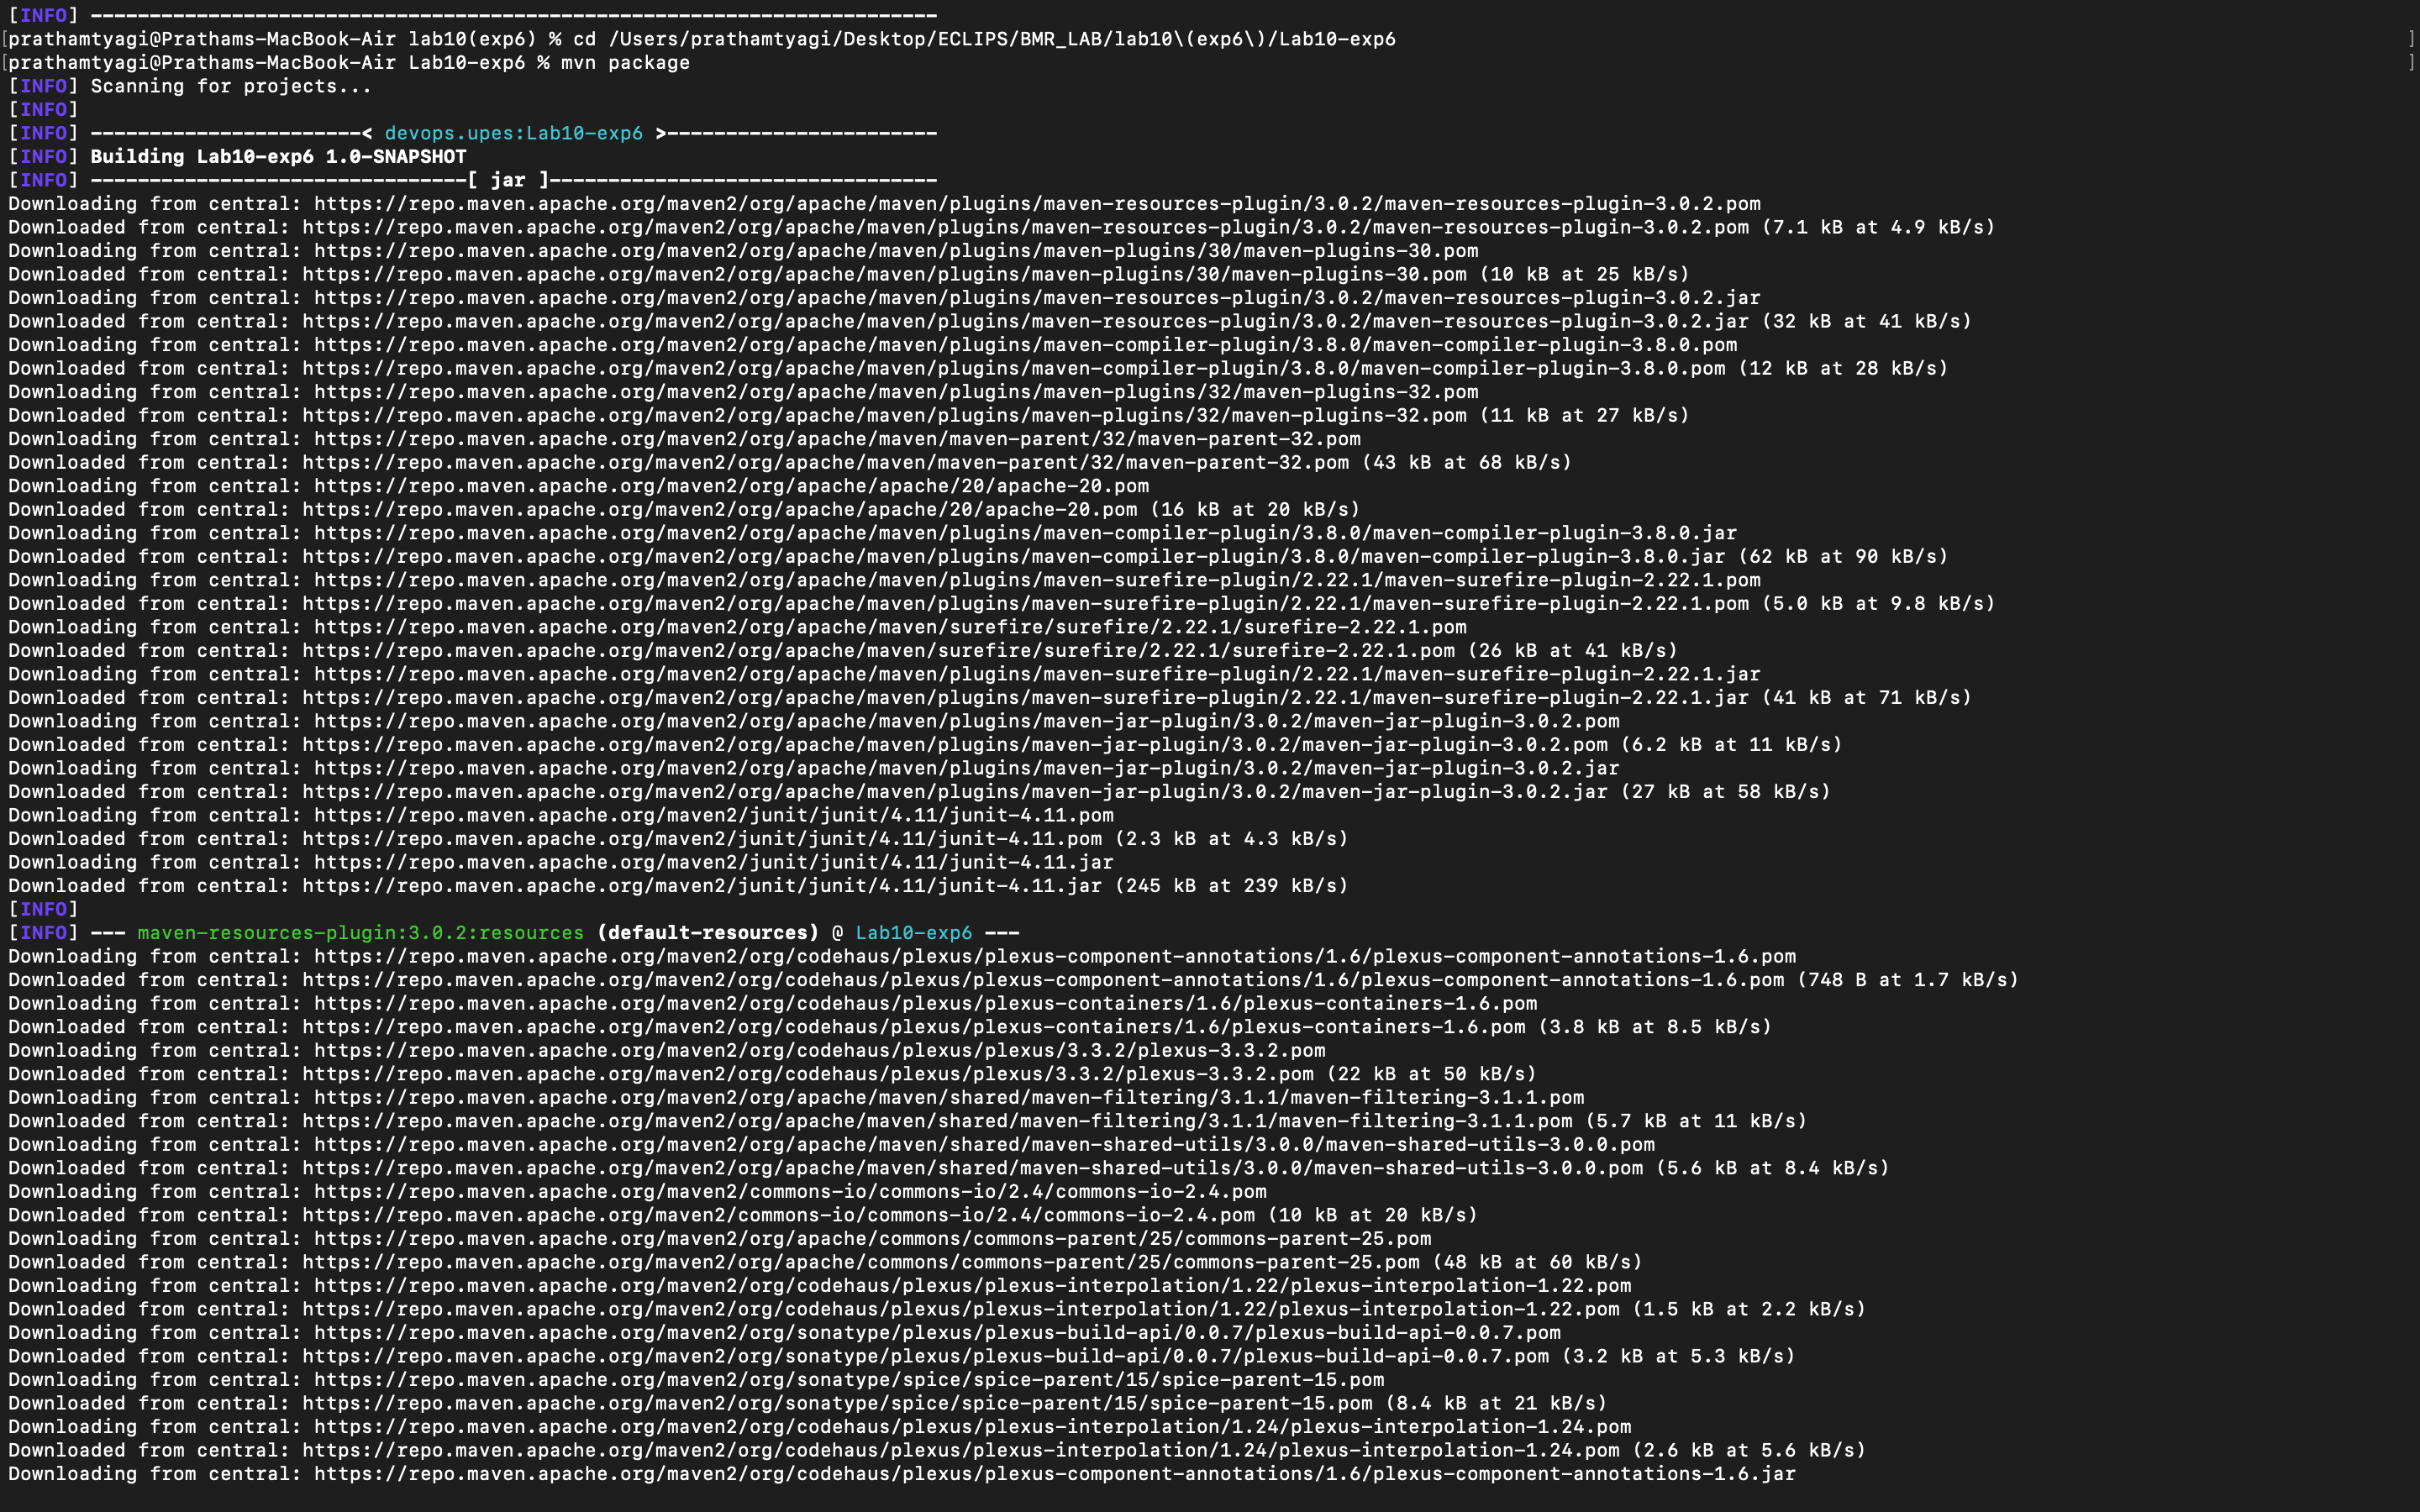 [INFO] ------------------------------------------------------------------------
[prathamtyagi@Prathams-MacBook-Air lab10(exp6) % cd /Users/prathamtyagi/Desktop/ECLIPS/BMR_LAB/lab10\(exp6\)/Lab10-exp6 ]
[prathamtyagi@Prathams-MacBook-Air Lab10-exp6 % mvn package ]
[INFO] Scanning for projects...
[INFO]
[INFO] -----------------------< devops.upes:Lab10-exp6 >-----------------------
[INFO] Building Lab10-exp6 1.0-SNAPSHOT
[INFO] --------------------------------[ jar ]---------------------------------
Downloading from central: https://repo.maven.apache.org/maven2/org/apache/maven/plugins/maven-resources-plugin/3.0.2/maven-resources-plugin-3.0.2.pom
Downloaded from central: https://repo.maven.apache.org/maven2/org/apache/maven/plugins/maven-resources-plugin/3.0.2/maven-resources-plugin-3.0.2.pom (7.1 kB at 4.9 kB/s)
Downloading from central: https://repo.maven.apache.org/maven2/org/apache/maven/plugins/maven-plugins/30/maven-plugins-30.pom
Downloaded from central: https://repo.maven.apache.org/maven2/org/apache/maven/plugins/maven-plugins/30/maven-plugins-30.pom (10 kB at 25 kB/s)
Downloading from central: https://repo.maven.apache.org/maven2/org/apache/maven/plugins/maven-resources-plugin/3.0.2/maven-resources-plugin-3.0.2.jar
Downloaded from central: https://repo.maven.apache.org/maven2/org/apache/maven/plugins/maven-resources-plugin/3.0.2/maven-resources-plugin-3.0.2.jar (32 kB at 41 kB/s)
Downloading from central: https://repo.maven.apache.org/maven2/org/apache/maven/plugins/maven-compiler-plugin/3.8.0/maven-compiler-plugin-3.8.0.pom
Downloaded from central: https://repo.maven.apache.org/maven2/org/apache/maven/plugins/maven-compiler-plugin/3.8.0/maven-compiler-plugin-3.8.0.pom (12 kB at 28 kB/s)
Downloading from central: https://repo.maven.apache.org/maven2/org/apache/maven/plugins/maven-plugins/32/maven-plugins-32.pom
Downloaded from central: https://repo.maven.apache.org/maven2/org/apache/maven/plugins/maven-plugins/32/maven-plugins-32.pom (11 kB at 27 kB/s)
Downloading from central: https://repo.maven.apache.org/maven2/org/apache/maven/maven-parent/32/maven-parent-32.pom
Downloaded from central: https://repo.maven.apache.org/maven2/org/apache/maven/maven-parent/32/maven-parent-32.pom (43 kB at 68 kB/s)
Downloading from central: https://repo.maven.apache.org/maven2/org/apache/apache/20/apache-20.pom
Downloaded from central: https://repo.maven.apache.org/maven2/org/apache/apache/20/apache-20.pom (16 kB at 20 kB/s)
Downloading from central: https://repo.maven.apache.org/maven2/org/apache/maven/plugins/maven-compiler-plugin/3.8.0/maven-compiler-plugin-3.8.0.jar
Downloaded from central: https://repo.maven.apache.org/maven2/org/apache/maven/plugins/maven-compiler-plugin/3.8.0/maven-compiler-plugin-3.8.0.jar (62 kB at 90 kB/s)
Downloading from central: https://repo.maven.apache.org/maven2/org/apache/maven/plugins/maven-surefire-plugin/2.22.1/maven-surefire-plugin-2.22.1.pom
Downloaded from central: https://repo.maven.apache.org/maven2/org/apache/maven/plugins/maven-surefire-plugin/2.22.1/maven-surefire-plugin-2.22.1.pom (5.0 kB at 9.8 kB/s)
Downloading from central: https://repo.maven.apache.org/maven2/org/apache/maven/surefire/surefire/2.22.1/surefire-2.22.1.pom
Downloaded from central: https://repo.maven.apache.org/maven2/org/apache/maven/surefire/surefire/2.22.1/surefire-2.22.1.pom (26 kB at 41 kB/s)
Downloading from central: https://repo.maven.apache.org/maven2/org/apache/maven/plugins/maven-surefire-plugin/2.22.1/maven-surefire-plugin-2.22.1.jar
Downloaded from central: https://repo.maven.apache.org/maven2/org/apache/maven/plugins/maven-surefire-plugin/2.22.1/maven-surefire-plugin-2.22.1.jar (41 kB at 71 kB/s)
Downloading from central: https://repo.maven.apache.org/maven2/org/apache/maven/plugins/maven-jar-plugin/3.0.2/maven-jar-plugin-3.0.2.pom
Downloaded from central: https://repo.maven.apache.org/maven2/org/apache/maven/plugins/maven-jar-plugin/3.0.2/maven-jar-plugin-3.0.2.pom (6.2 kB at 11 kB/s)
Downloading from central: https://repo.maven.apache.org/maven2/org/apache/maven/plugins/maven-jar-plugin/3.0.2/maven-jar-plugin-3.0.2.jar
Downloaded from central: https://repo.maven.apache.org/maven2/org/apache/maven/plugins/maven-jar-plugin/3.0.2/maven-jar-plugin-3.0.2.jar (27 kB at 58 kB/s)
Downloading from central: https://repo.maven.apache.org/maven2/junit/junit/4.11/junit-4.11.pom
Downloaded from central: https://repo.maven.apache.org/maven2/junit/junit/4.11/junit-4.11.pom (2.3 kB at 4.3 kB/s)
Downloading from central: https://repo.maven.apache.org/maven2/junit/junit/4.11/junit-4.11.jar
Downloaded from central: https://repo.maven.apache.org/maven2/junit/junit/4.11/junit-4.11.jar (245 kB at 239 kB/s)
[INFO]
[INFO] --- maven-resources-plugin:3.0.2:resources (default-resources) @ Lab10-exp6 ---
Downloading from central: https://repo.maven.apache.org/maven2/org/codehaus/plexus/plexus-component-annotations/1.6/plexus-component-annotations-1.6.pom
Downloaded from central: https://repo.maven.apache.org/maven2/org/codehaus/plexus/plexus-component-annotations/1.6/plexus-component-annotations-1.6.pom (748 B at 1.7 kB/s)
Downloading from central: https://repo.maven.apache.org/maven2/org/codehaus/plexus/plexus-containers/1.6/plexus-containers-1.6.pom
Downloaded from central: https://repo.maven.apache.org/maven2/org/codehaus/plexus/plexus-containers/1.6/plexus-containers-1.6.pom (3.8 kB at 8.5 kB/s)
Downloading from central: https://repo.maven.apache.org/maven2/org/codehaus/plexus/plexus/3.3.2/plexus-3.3.2.pom
Downloaded from central: https://repo.maven.apache.org/maven2/org/codehaus/plexus/plexus/3.3.2/plexus-3.3.2.pom (22 kB at 50 kB/s)
Downloading from central: https://repo.maven.apache.org/maven2/org/apache/maven/shared/maven-filtering/3.1.1/maven-filtering-3.1.1.pom
Downloaded from central: https://repo.maven.apache.org/maven2/org/apache/maven/shared/maven-filtering/3.1.1/maven-filtering-3.1.1.pom (5.7 kB at 11 kB/s)
Downloading from central: https://repo.maven.apache.org/maven2/org/apache/maven/shared/maven-shared-utils/3.0.0/maven-shared-utils-3.0.0.pom
Downloaded from central: https://repo.maven.apache.org/maven2/org/apache/maven/shared/maven-shared-utils/3.0.0/maven-shared-utils-3.0.0.pom (5.6 kB at 8.4 kB/s)
Downloading from central: https://repo.maven.apache.org/maven2/commons-io/commons-io/2.4/commons-io-2.4.pom
Downloaded from central: https://repo.maven.apache.org/maven2/commons-io/commons-io/2.4/commons-io-2.4.pom (10 kB at 20 kB/s)
Downloading from central: https://repo.maven.apache.org/maven2/org/apache/commons/commons-parent/25/commons-parent-25.pom
Downloaded from central: https://repo.maven.apache.org/maven2/org/apache/commons/commons-parent/25/commons-parent-25.pom (48 kB at 60 kB/s)
Downloading from central: https://repo.maven.apache.org/maven2/org/codehaus/plexus/plexus-interpolation/1.22/plexus-interpolation-1.22.pom
Downloaded from central: https://repo.maven.apache.org/maven2/org/codehaus/plexus/plexus-interpolation/1.22/plexus-interpolation-1.22.pom (1.5 kB at 2.2 kB/s)
Downloading from central: https://repo.maven.apache.org/maven2/org/sonatype/plexus/plexus-build-api/0.0.7/plexus-build-api-0.0.7.pom
Downloaded from central: https://repo.maven.apache.org/maven2/org/sonatype/plexus/plexus-build-api/0.0.7/plexus-build-api-0.0.7.pom (3.2 kB at 5.3 kB/s)
Downloading from central: https://repo.maven.apache.org/maven2/org/sonatype/spice/spice-parent/15/spice-parent-15.pom
Downloaded from central: https://repo.maven.apache.org/maven2/org/sonatype/spice/spice-parent/15/spice-parent-15.pom (8.4 kB at 21 kB/s)
Downloading from central: https://repo.maven.apache.org/maven2/org/codehaus/plexus/plexus-interpolation/1.24/plexus-interpolation-1.24.pom
Downloaded from central: https://repo.maven.apache.org/maven2/org/codehaus/plexus/plexus-interpolation/1.24/plexus-interpolation-1.24.pom (2.6 kB at 5.6 kB/s)
Downloading from central: https://repo.maven.apache.org/maven2/org/codehaus/plexus/plexus-component-annotations/1.6/plexus-component-annotations-1.6.jar